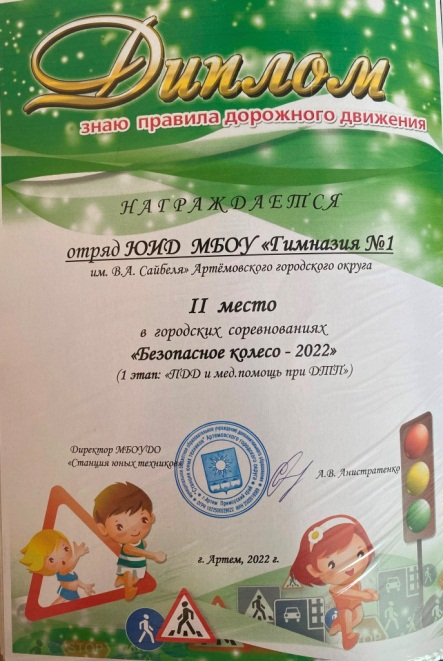 Диплом
знаю правила дорожного движения
НАГРАЖДАЕТСЯ
отряд ЮИД МБОУ «Гимназия №1
им. В.А. Сайбеля» Артёмовского городского округа
II место
в городских соревнованиях
«Безопасное колесо - 2022»
(1 этап: «ПДД и мед.помощь при ДТП»)
Директор МБОУДО
«Станция юных техников»
А.В. Анистратенко
г. Артем, 2022 г.
STOP